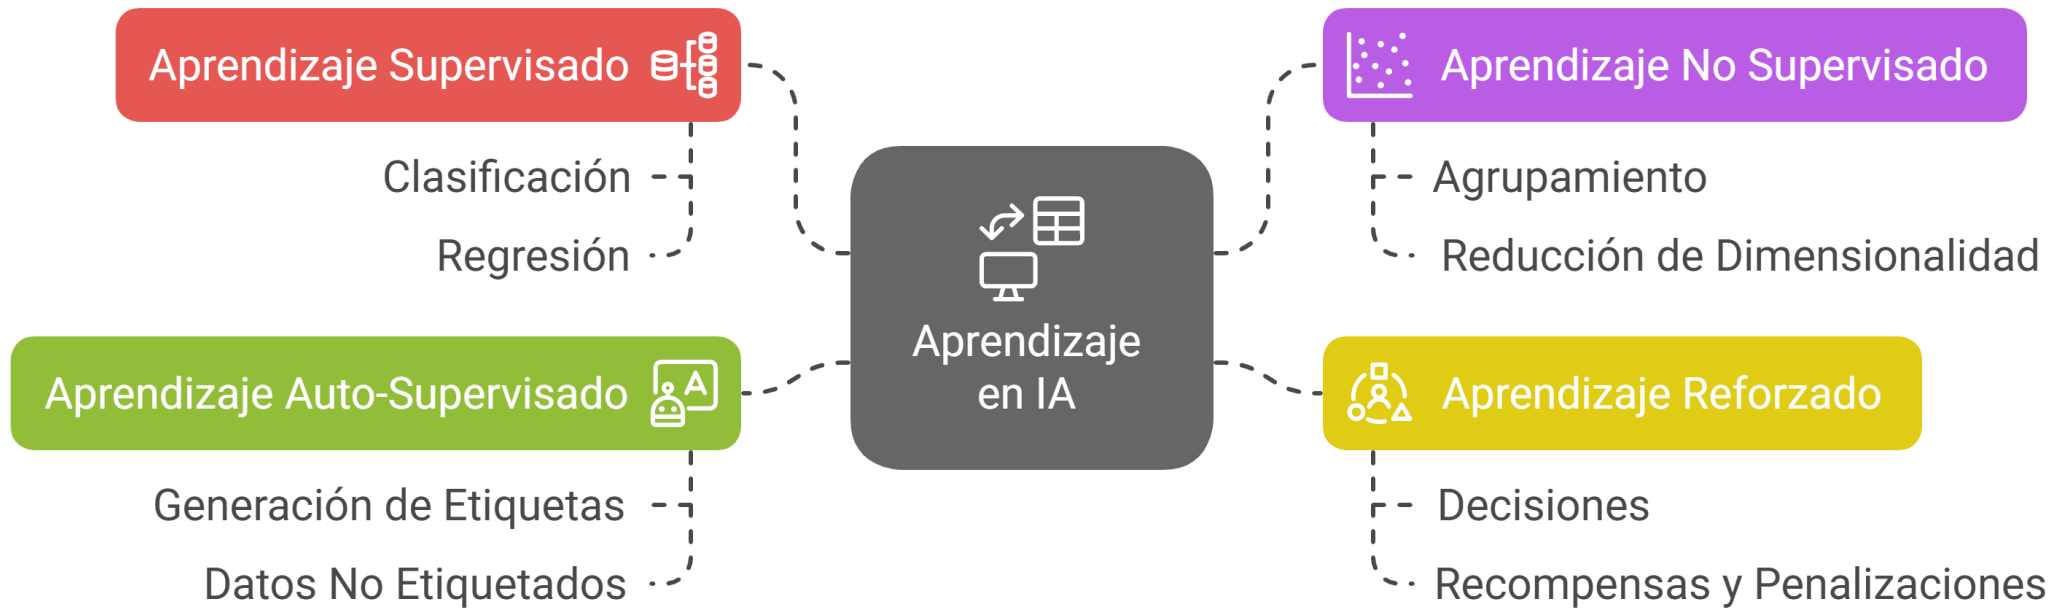 Aprendizaje Supervisado
Clasificación
Regresión
Aprendizaje Auto-Supervisado
Generación de Etiquetas
Datos No Etiquetados
Aprendizaje
en IA
Aprendizaje No Supervisado
Agrupamiento
Reducción de Dimensionalidad
Aprendizaje Reforzado
Decisiones
Recompensas y Penalizaciones